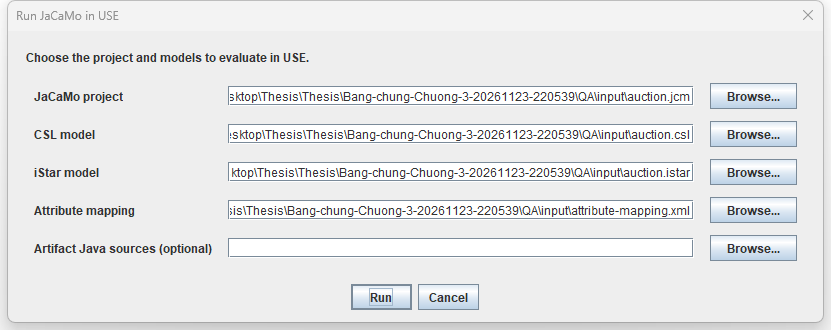 Run JaCaMo in USE
Choose the project and models to evaluate in USE.
JaCaMo project sktop\Thesis\Thesis\Bang-chung-Chuong-3-20261123-220539\QA\input\auction.jcm Browse...
CSL model sktop\Thesis\Thesis\Bang-chung-Chuong-3-20261123-220539\QA\input\auction.csl Browse...
iStar model ktop\Thesis\Thesis\Bang-chung-Chuong-3-20261123-220539\QA\input\auction.istar Browse...
Attribute mapping sis\Thesis\Bang-chung-Chuong-3-20261123-220539\QA\input\attribute-mapping.xml Browse...
Artifact Java sources (optional) Browse...
Run Cancel